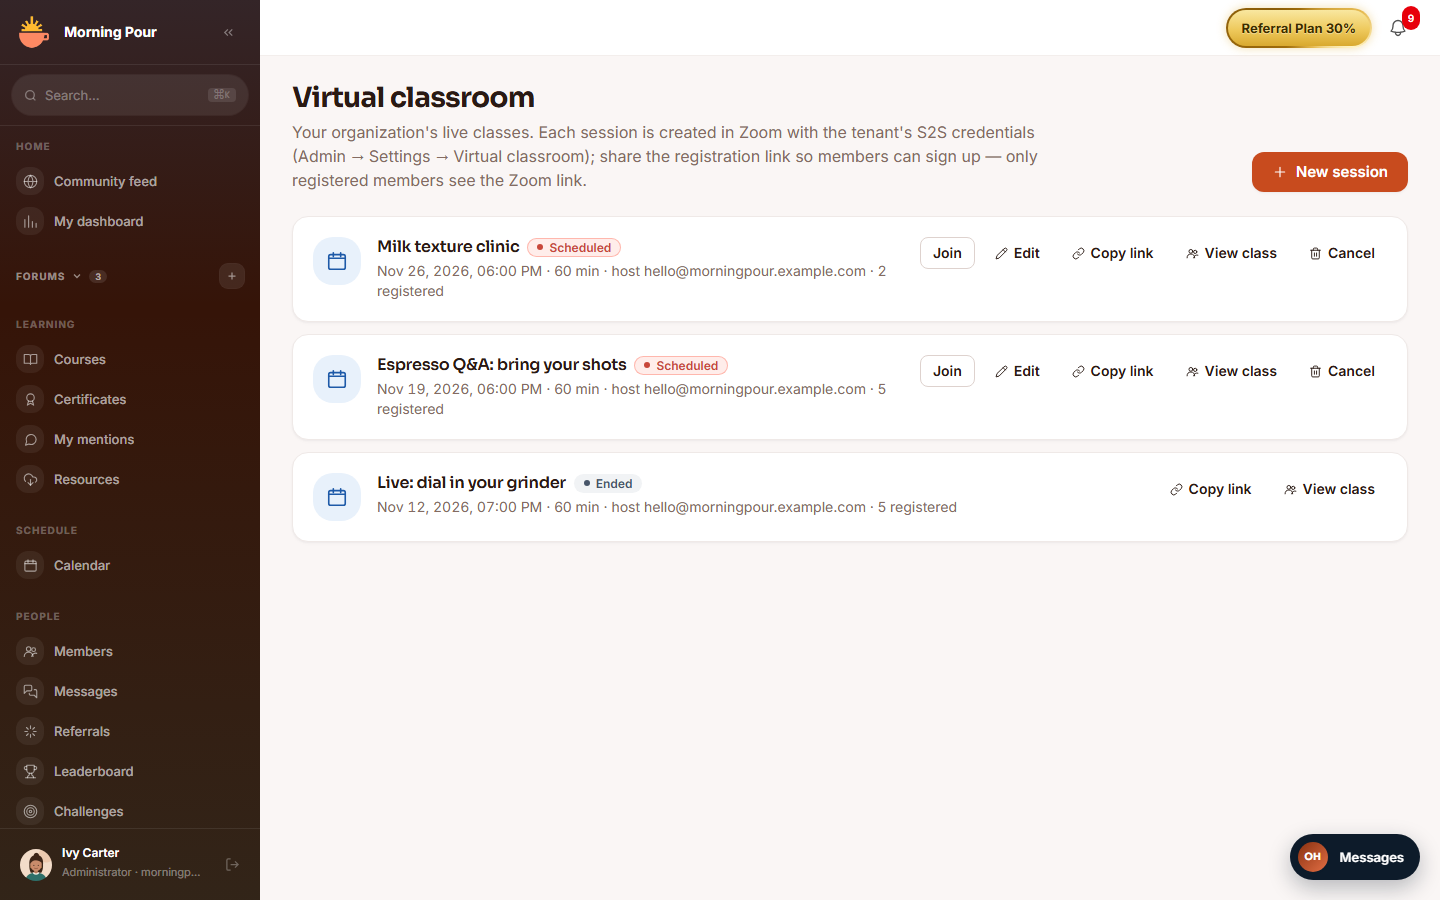 Morning Pour
Search...
⌘K
HOME
Community feed
My dashboard
FORUMS 3
LEARNING
Courses
Certificates
My mentions
Resources
SCHEDULE
Calendar
PEOPLE
Members
Messages
Referrals
Leaderboard
Challenges
Ivy Carter
Administrator · morningp...
Referral Plan 30%
9
Virtual classroom
Your organization's live classes. Each session is created in Zoom with the tenant's S2S credentials
(Admin → Settings → Virtual classroom); share the registration link so members can sign up — only
registered members see the Zoom link.
New session
Milk texture clinic Scheduled
Nov 26, 2026, 06:00 PM · 60 min · host hello@morningpour.example.com · 2
registered
Join Edit Copy link View class Cancel
Espresso Q&A: bring your shots Scheduled
Nov 19, 2026, 06:00 PM · 60 min · host hello@morningpour.example.com · 5
registered
Join Edit Copy link View class Cancel
Live: dial in your grinder Ended
Nov 12, 2026, 07:00 PM · 60 min · host hello@morningpour.example.com · 5 registered
Copy link View class
OH Messages